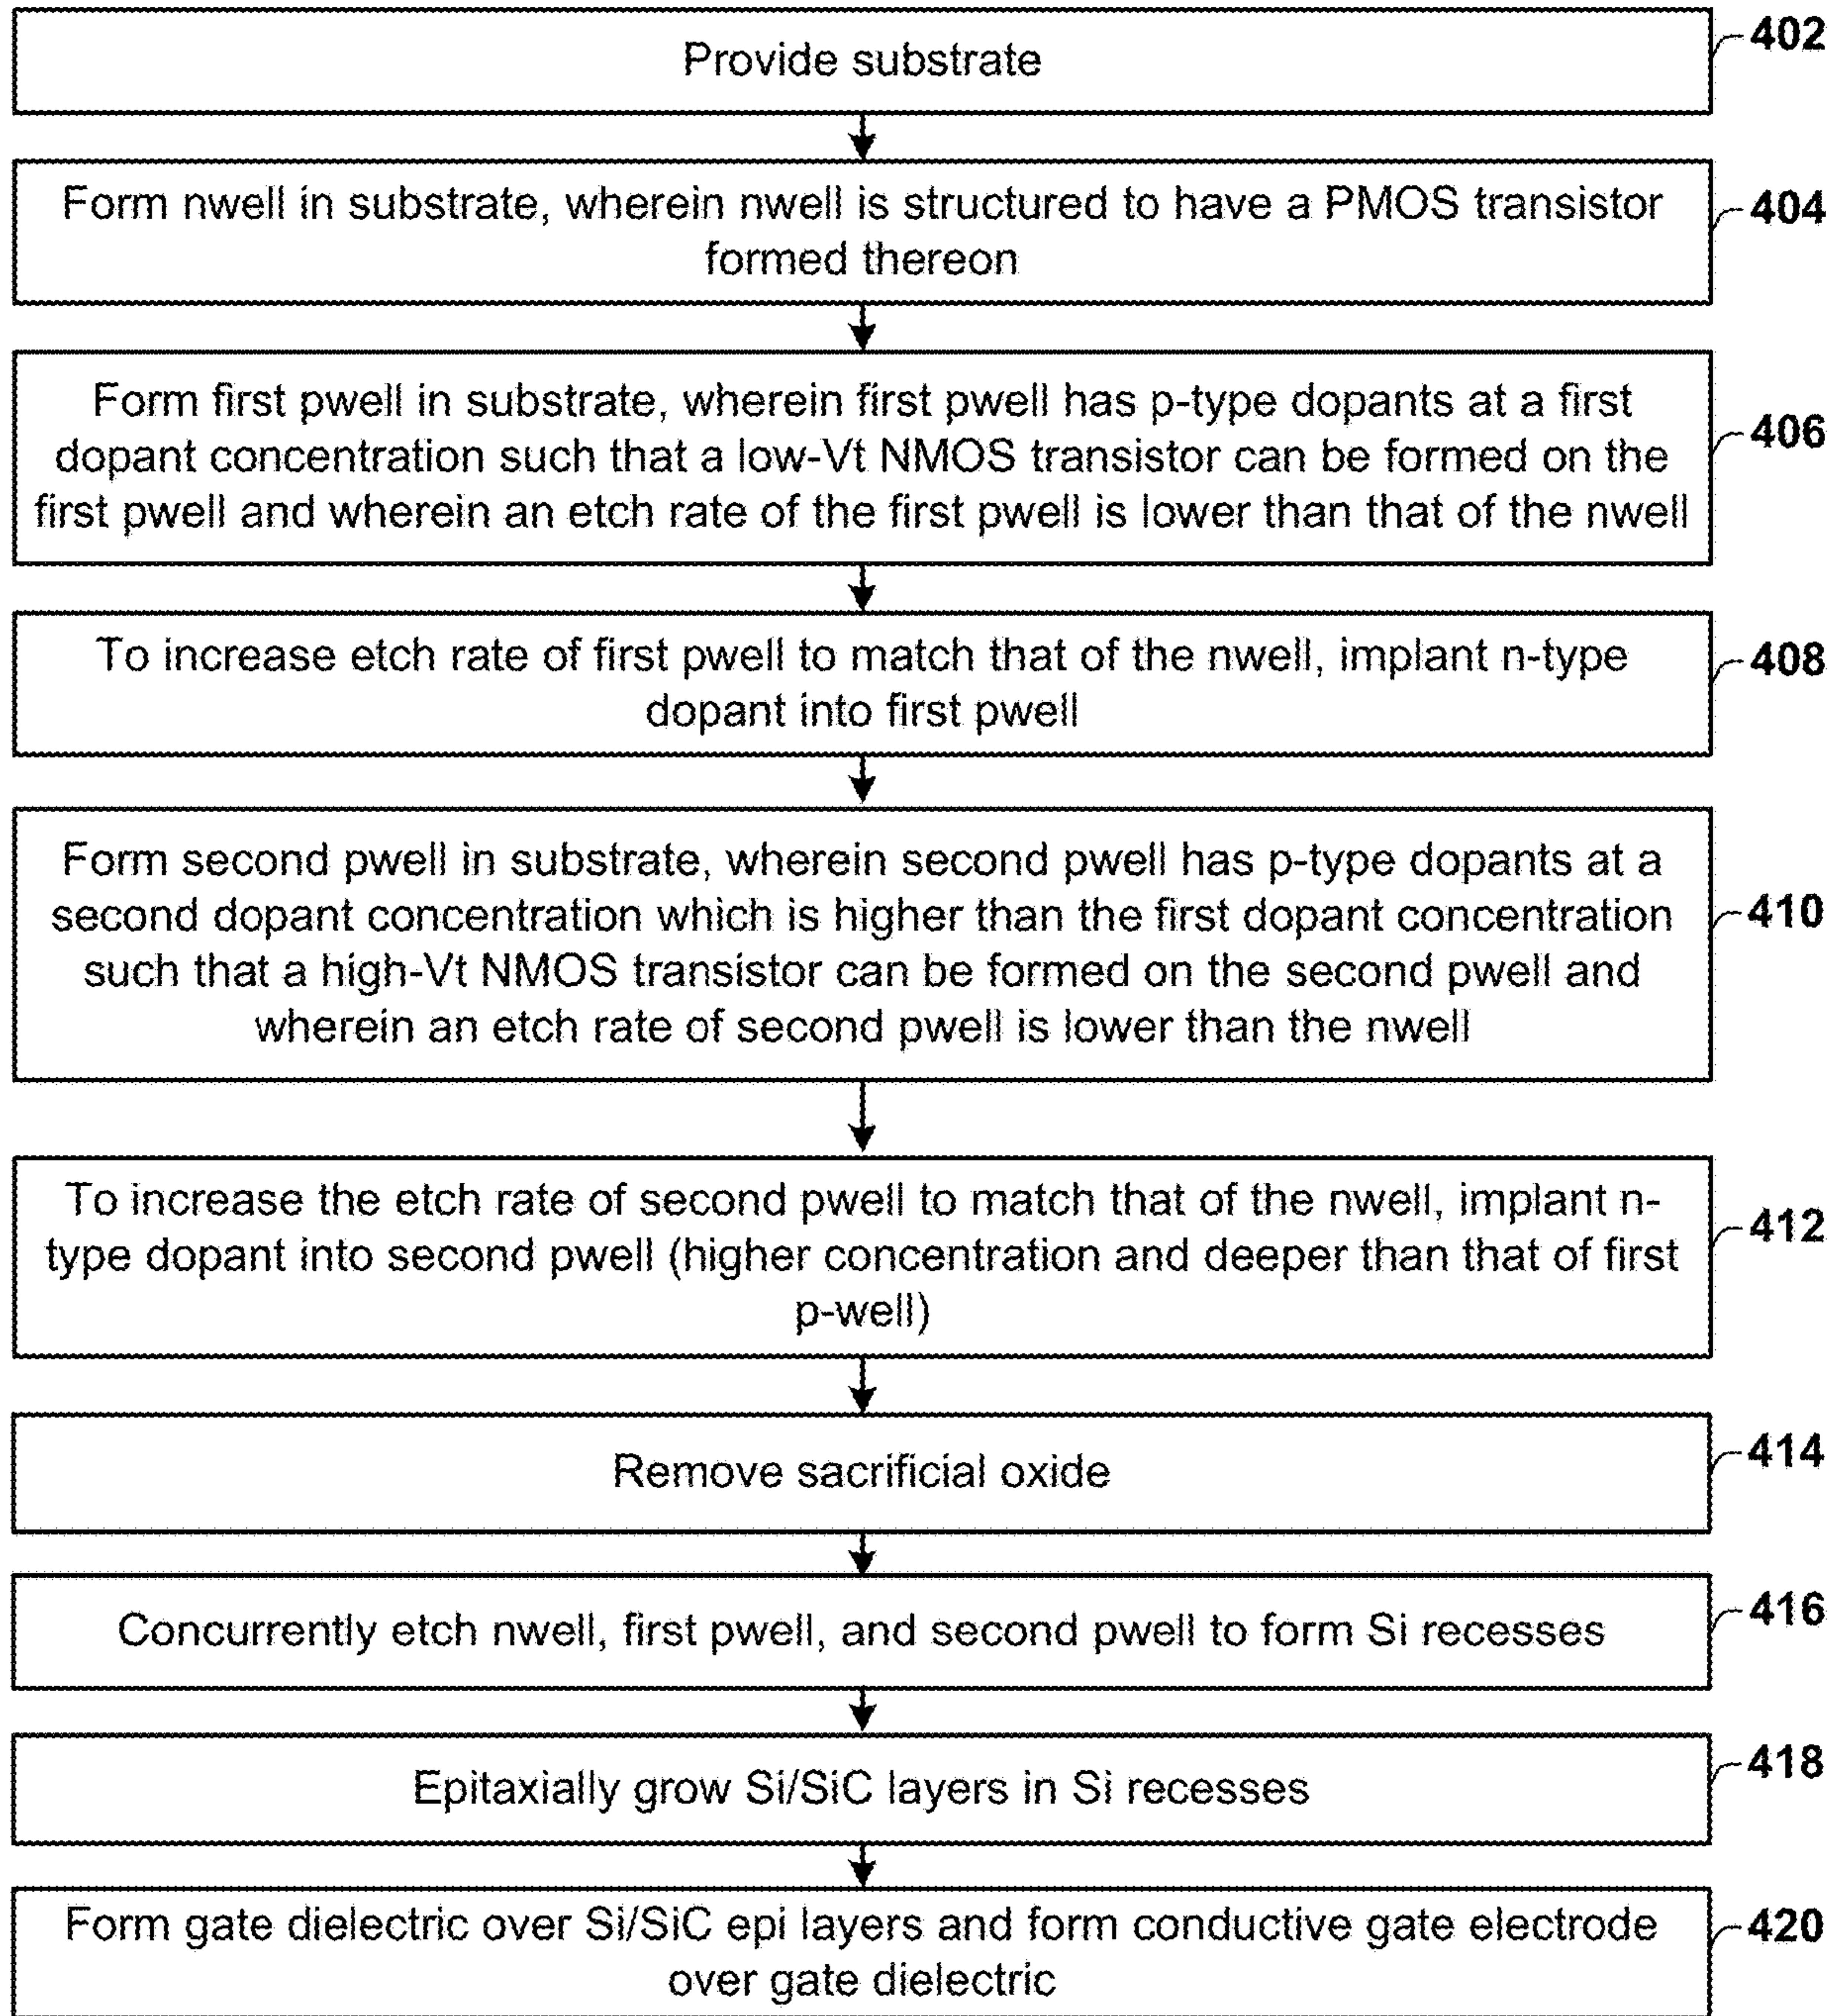 Provide substrate
402
Form nwell in substrate, wherein nwell is structured to have a PMOS transistor
formed thereon
404
Form first pwell in substrate, wherein first pwell has p-type dopants at a first
dopant concentration such that a low-Vt NMOS transistor can be formed on the
first pwell and wherein an etch rate of the first pwell is lower than that of the nwell
406
To increase etch rate of first pwell to match that of the nwell, implant n-type
dopant into first pwell
408
Form second pwell in substrate, wherein second pwell has p-type dopants at a
second dopant concentration which is higher than the first dopant concentration
such that a high-Vt NMOS transistor can be formed on the second pwell and
wherein an etch rate of second pwell is lower than the nwell
410
To increase the etch rate of second pwell to match that of the nwell, implant n-
type dopant into second pwell (higher concentration and deeper than that of first
p-well)
412
Remove sacrificial oxide
414
Concurrently etch nwell, first pwell, and second pwell to form Si recesses
416
Epitaxially grow Si/SiC layers in Si recesses
418
Form gate dielectric over Si/SiC epi layers and form conductive gate electrode
over gate dielectric
420